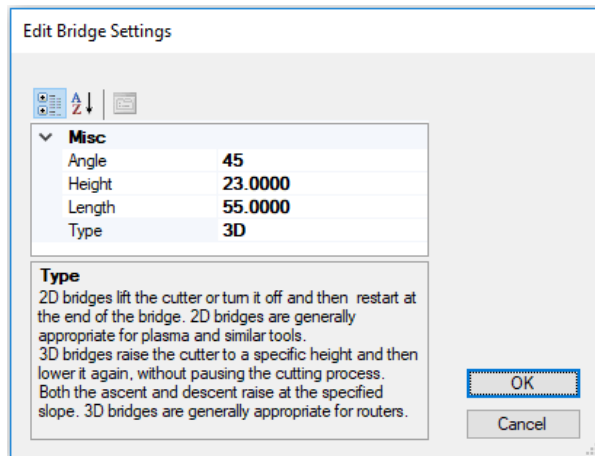 Edit Bridge Settings
A
Z
Misc
Angle 45
Height 23.0000
Length 55.0000
Type 3D
Type
2D bridges lift the cutter or turn it off and then restart at
the end of the bridge. 2D bridges are generally
appropriate for plasma and similar tools.
3D bridges raise the cutter to a specific height and then
lower it again, without pausing the cutting process.
Both the ascent and descent raise at the specified
slope. 3D bridges are generally appropriate for routers.
OK
Cancel